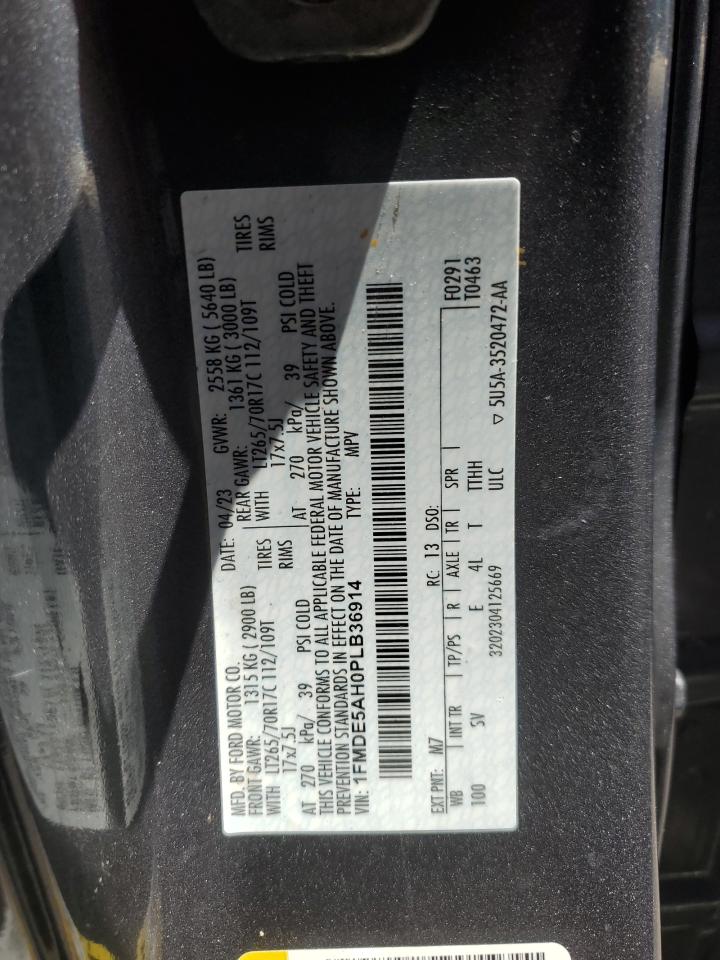 MFD. BY FORD MOTOR CO.
DATE: 04/23 GVWR: 2558 KG ( 5640 LB)
FRONT GAWR: 1315 KG ( 2900 LB) REAR GAWR: 1361 KG ( 3000 LB)
WITH LT265/70R17C 112/109T TIRES WITH LT265/70R17C 112/109T TIRES
17x7.5J RIMS 17x7.5J RIMS
AT 270 kPa/ 39 PSI COLD AT 270 kPa/ 39 PSI COLD
THIS VEHICLE CONFORMS TO ALL APPLICABLE FEDERAL MOTOR VEHICLE SAFETY AND THEFT
PREVENTION STANDARDS IN EFFECT ON THE DATE OF MANUFACTURE SHOWN ABOVE.
VIN: 1FMDE5AH0PLB36914 TYPE: MPV
EXT PNT: M7 RC: 13 DSO: F0291
WB INT TR TP/PS R AXLE TR SPR T0463
100 5V E 4L T TTHH
3202304125669 ULC ▽ 5U5A-3520472-AA